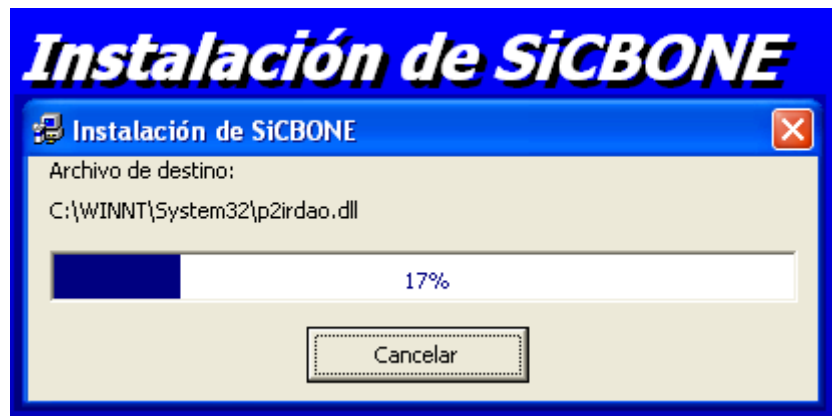 Instalación de SiCBONE
Instalación de SiCBONE
Archivo de destino:
C:\WINNT\System32\p2irdao.dll
17%
Cancelar